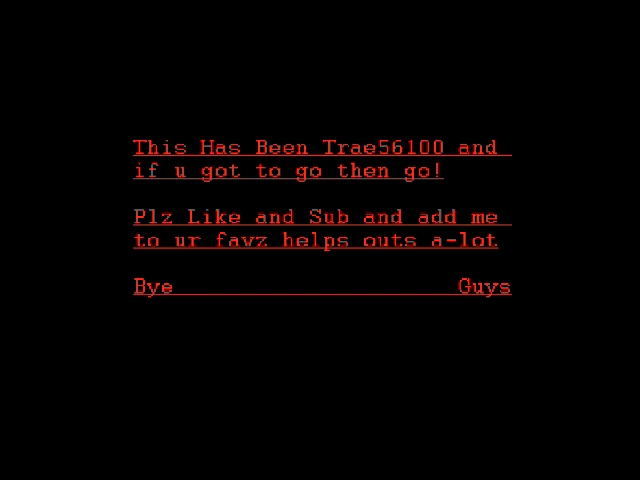 This Has Been Trae56100 and
if u got to go then go!
Plz Like and Sub and add me
to ur favz helps outs a-lot
Bye Guys